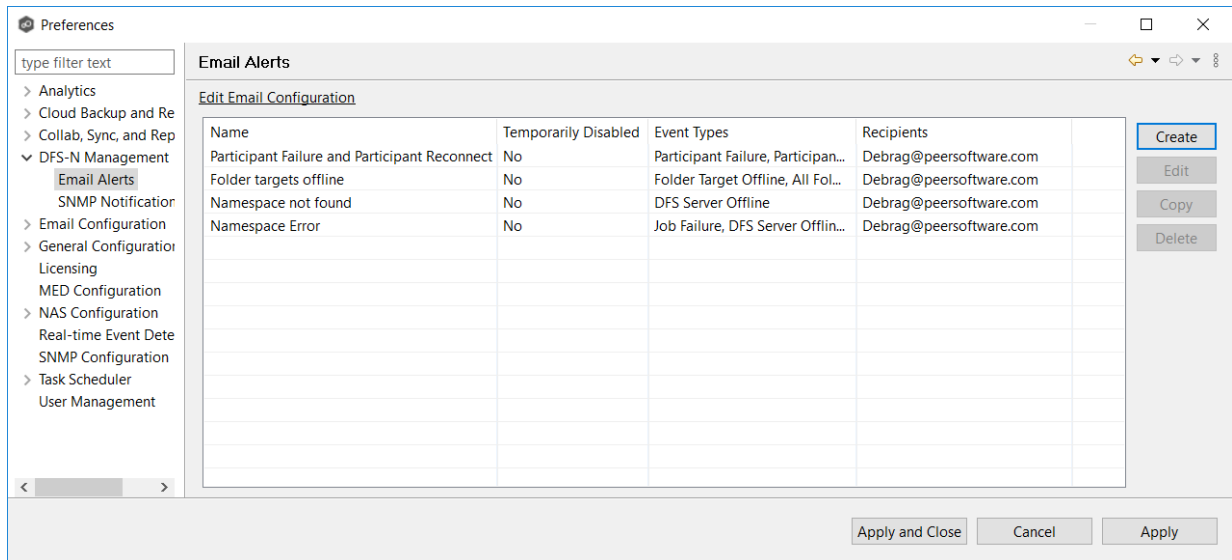 Preferences
type filter text
Analytics
Cloud Backup and Re
Collab, Sync, and Rep
DFS-N Management
Email Alerts
SNMP Notification
Email Configuration
General Configuration
Licensing
MED Configuration
NAS Configuration
Real-time Event Dete
SNMP Configuration
Task Scheduler
User Management
Email Alerts
Edit Email Configuration
Name Temporarily Disabled Event Types Recipients
Participant Failure and Participant Reconnect No Participant Failure, Participan... Debrag@peersoftware.com
Folder targets offline No Folder Target Offline, All Fol... Debrag@peersoftware.com
Namespace not found No DFS Server Offline Debrag@peersoftware.com
Namespace Error No Job Failure, DFS Server Offlin... Debrag@peersoftware.com
Create
Edit
Copy
Delete
Apply and Close Cancel Apply